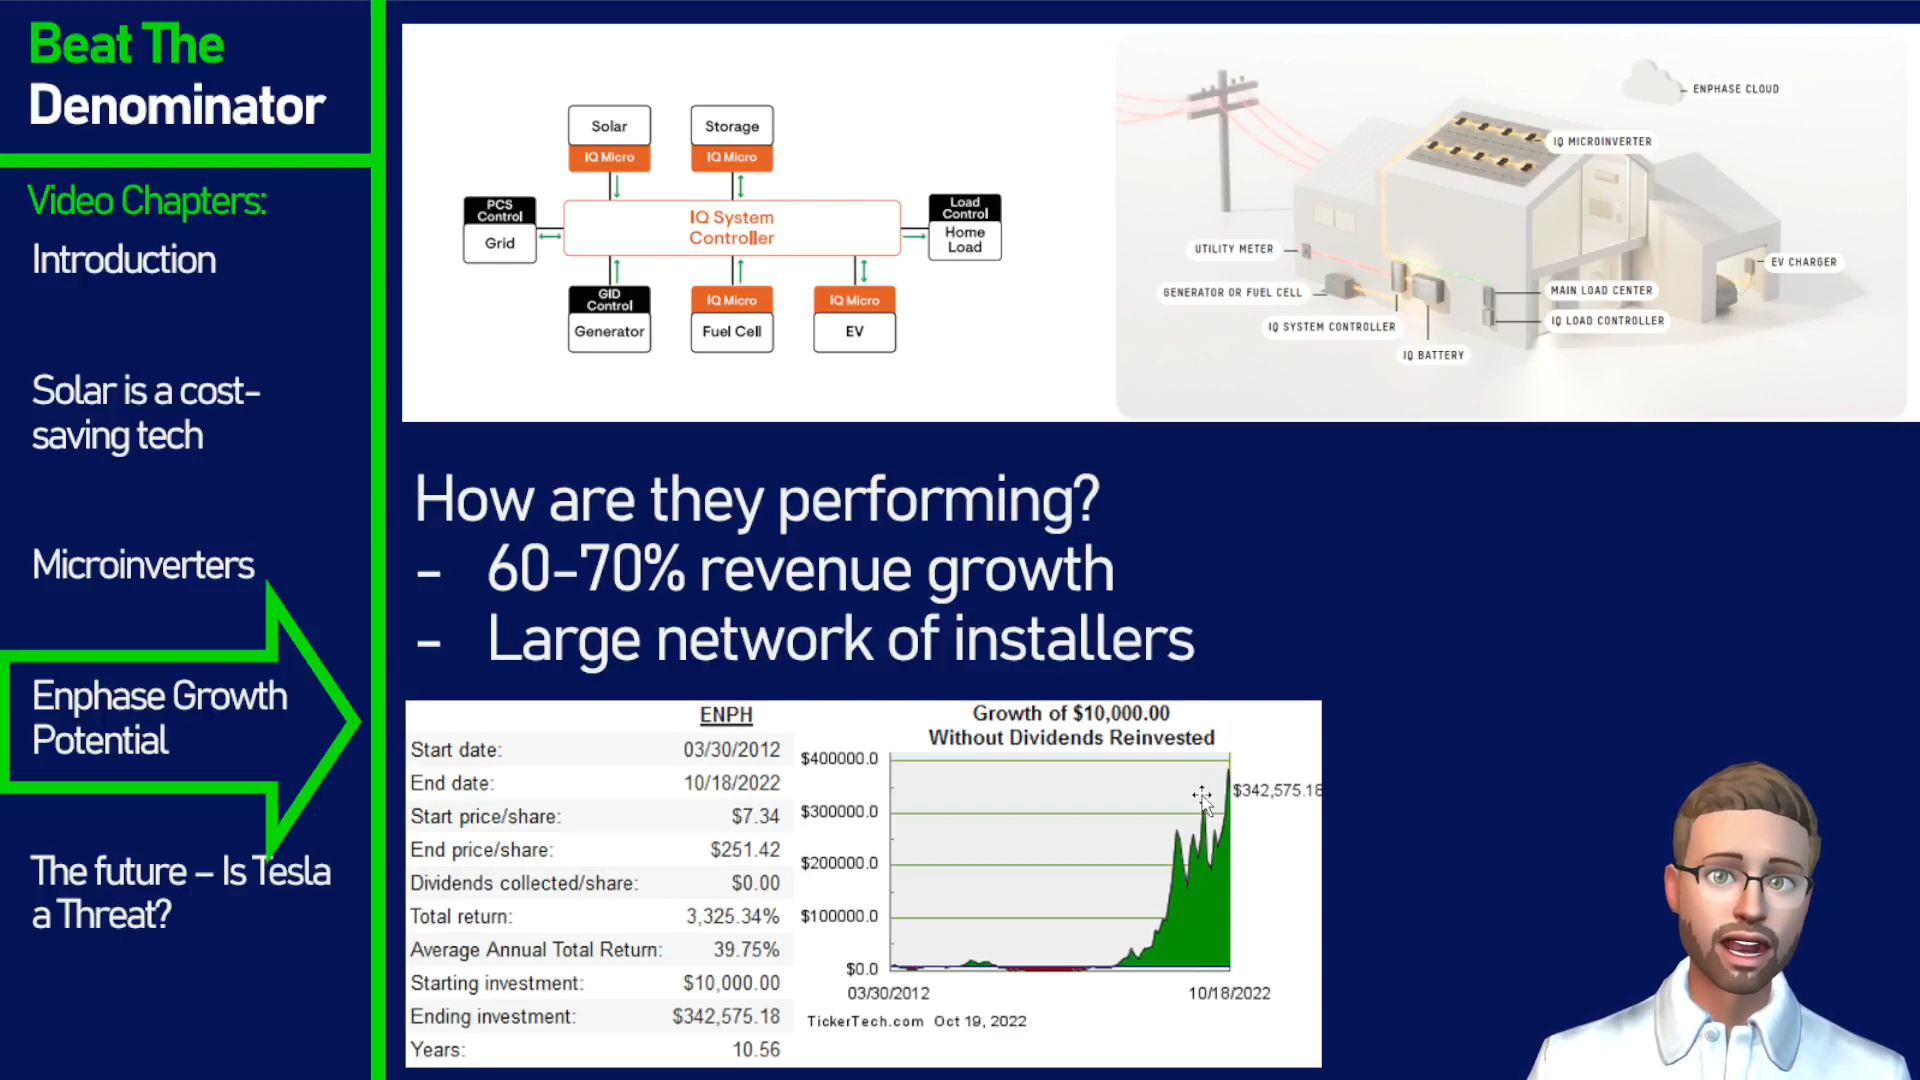 Beat The
Denominator
Video Chapters:
Introduction
Solar is a cost-
saving tech
Microinverters
Enphase Growth
Potential
The future – Is Tesla
a Threat?
Solar
IQ Micro
Storage
IQ Micro
PCS
Control
Grid
IQ System
Controller
Load
Control
Home
Load
GID
Control
Generator
IQ Micro
Fuel Cell
IQ Micro
EV
ENPHASE CLOUD
IQ MICROINVERTER
UTILITY METER
EV CHARGER
GENERATOR OR FUEL CELL
MAIN LOAD CENTER
IQ SYSTEM CONTROLLER
IQ LOAD CONTROLLER
IQ BATTERY
How are they performing?
- 60-70% revenue growth
- Large network of installers
ENPH
Start date: 03/30/2012
End date: 10/18/2022
Start price/share: $7.34
End price/share: $251.42
Dividends collected/share: $0.00
Total return: 3,325.34%
Average Annual Total Return: 39.75%
Starting investment: $10,000.00
Ending investment: $342,575.18
Years: 10.56
Growth of $10,000.00
Without Dividends Reinvested
$400000.0
$300000.0
$200000.0
$100000.0
$0.0
$342,575.18
03/30/2012 10/18/2022
TickerTech.com Oct 19, 2022